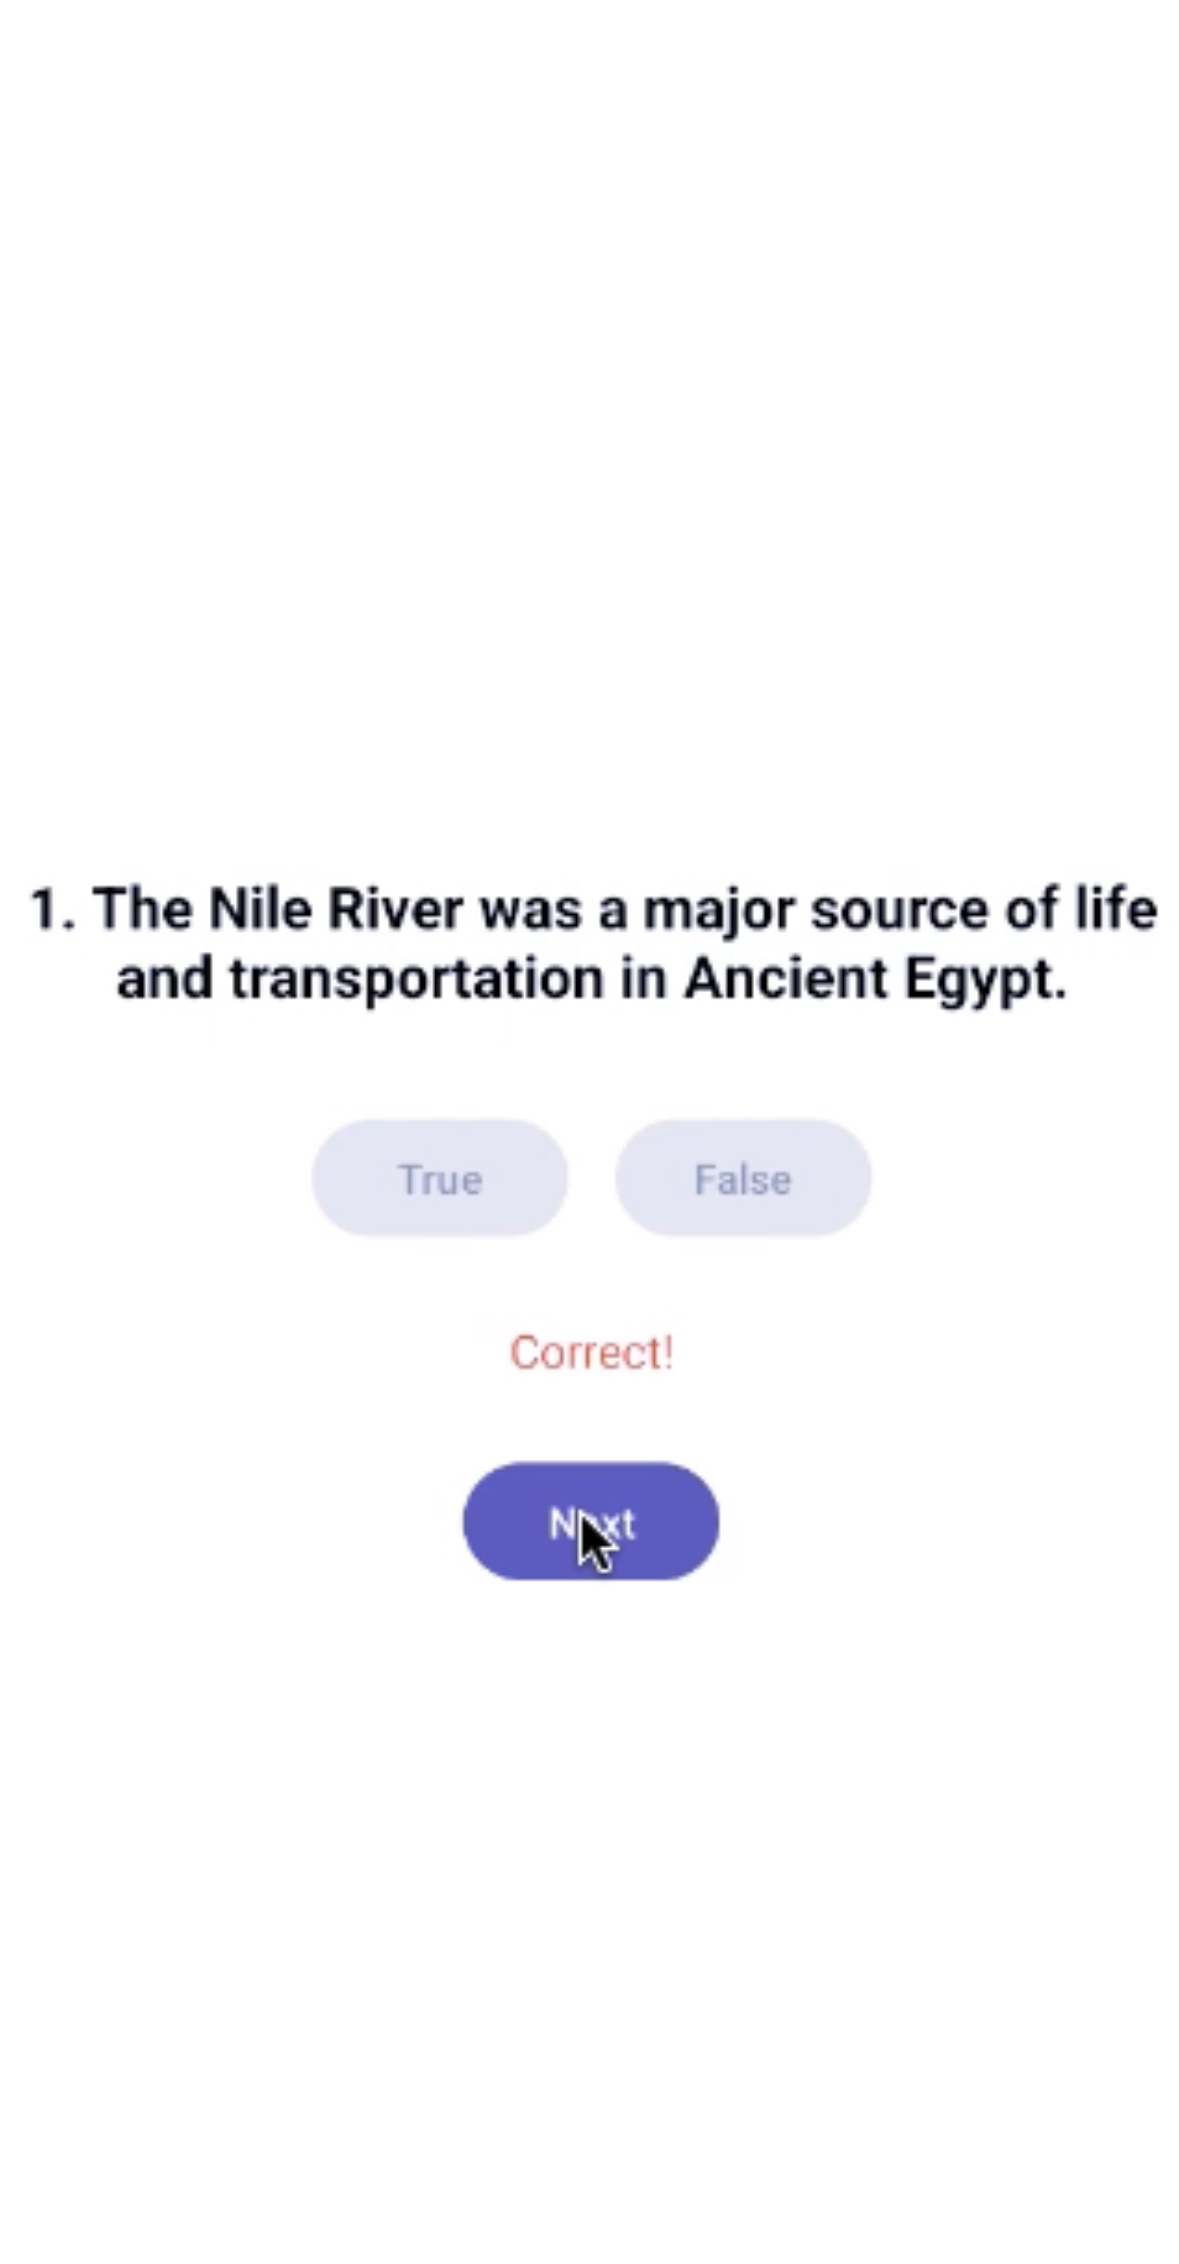 1. The Nile River was a major source of life
and transportation in Ancient Egypt.
True False
Correct!
Next